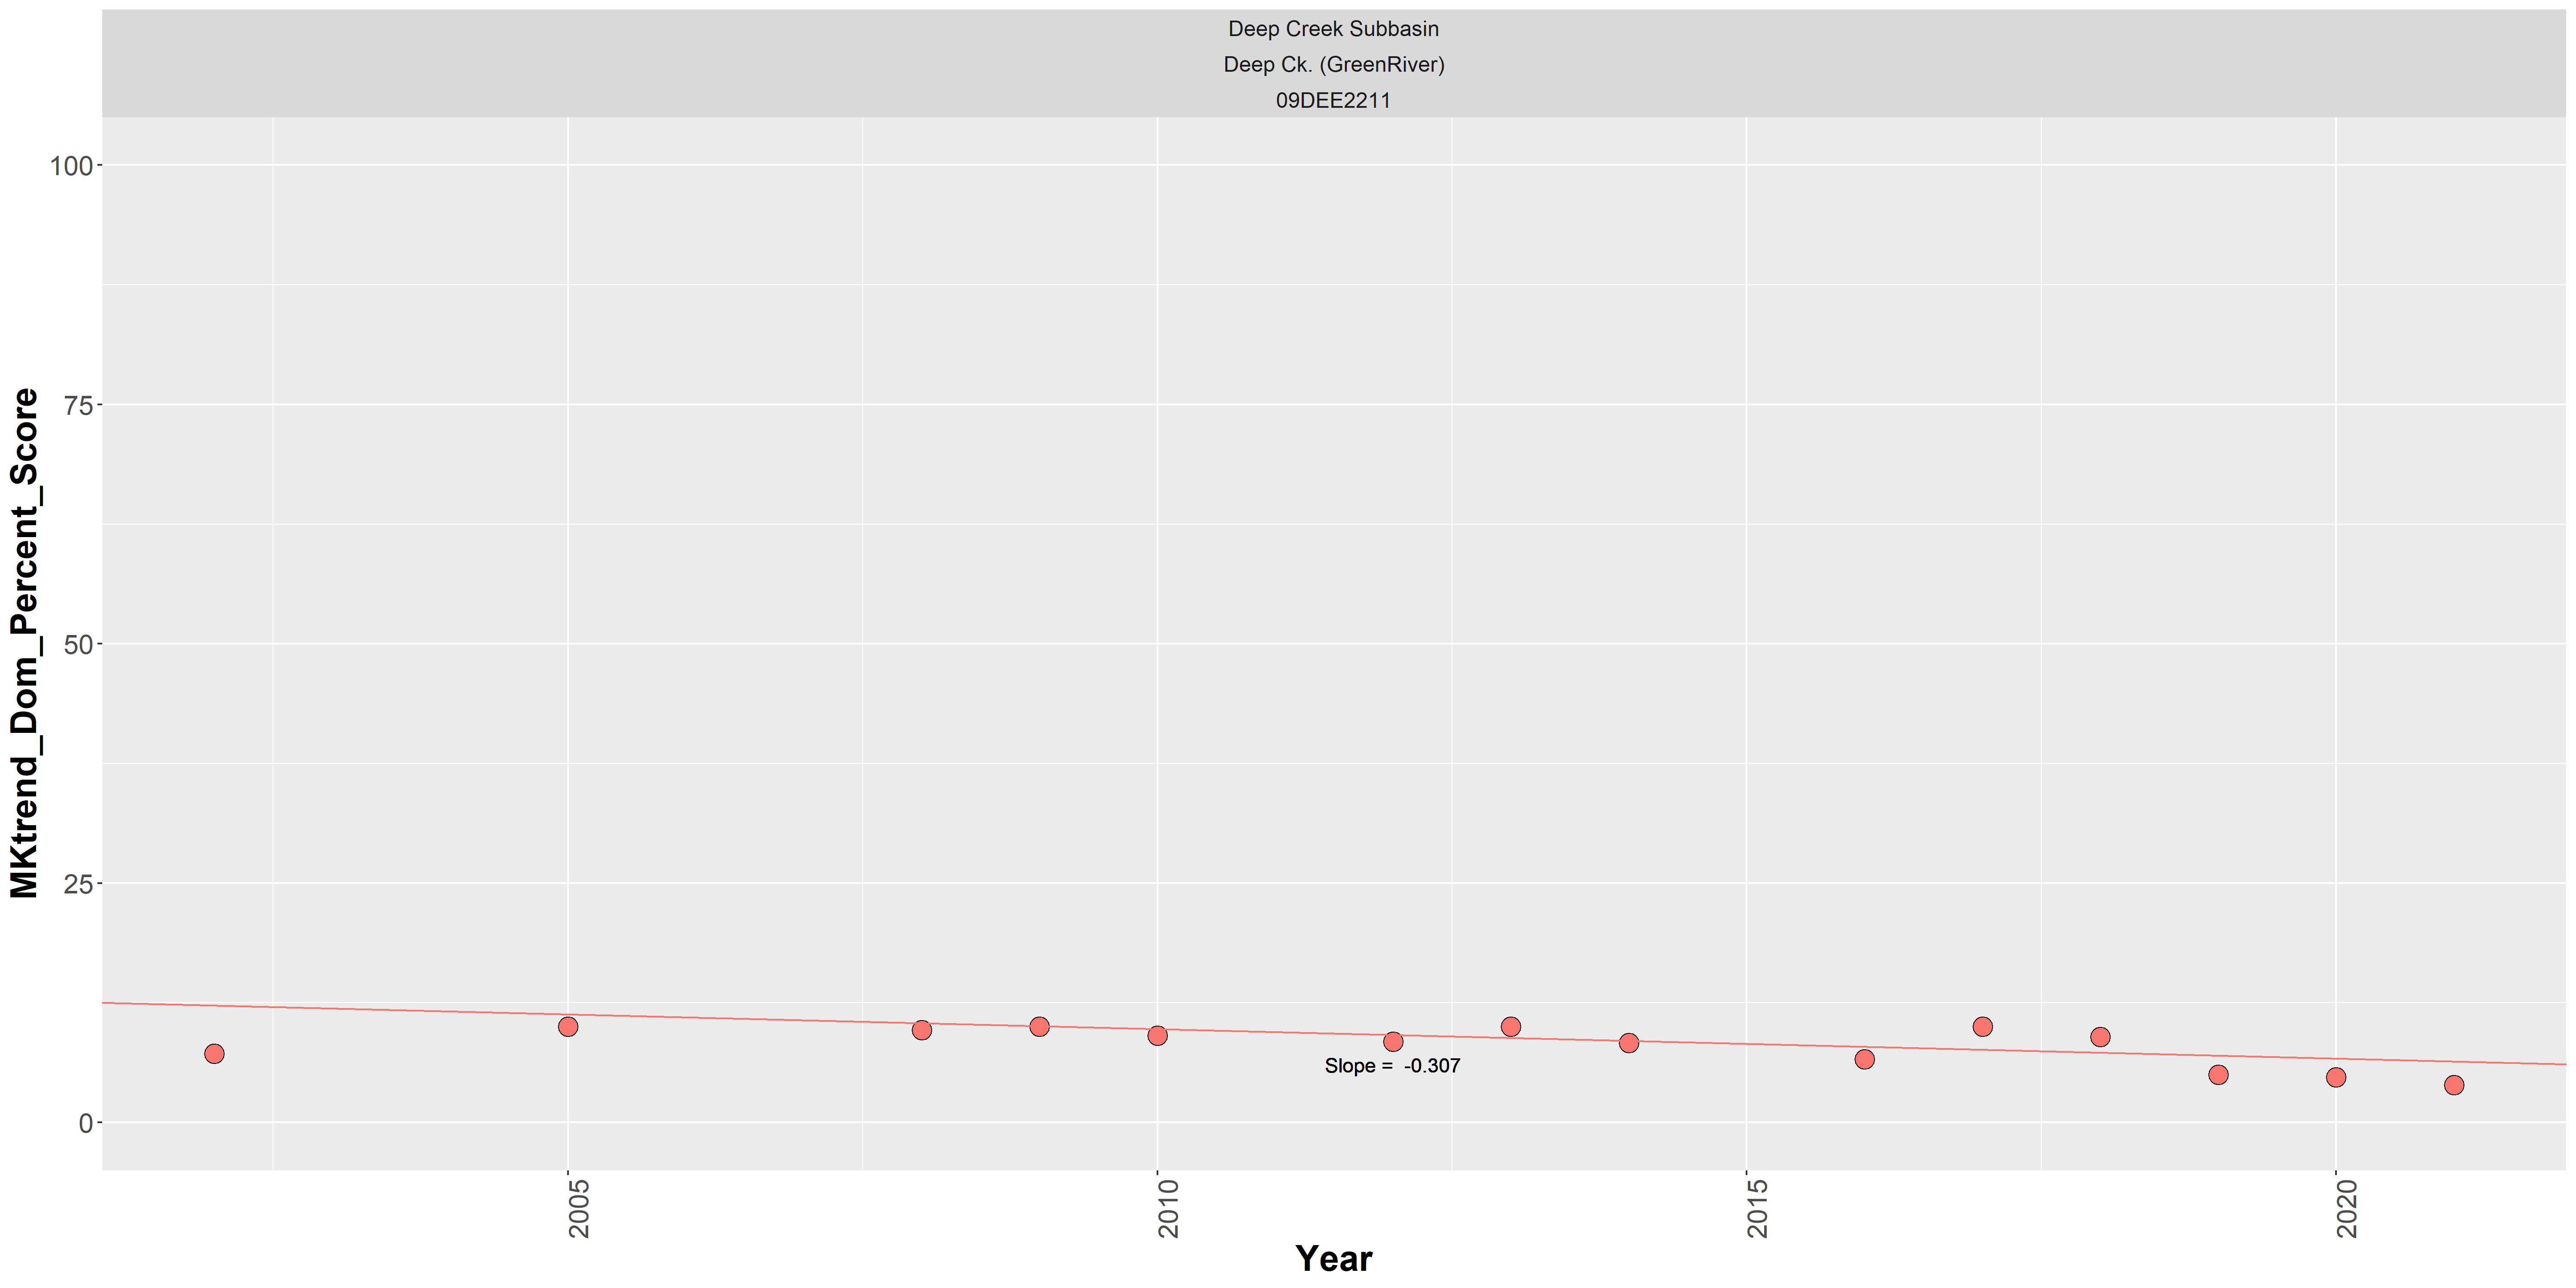 Deep Creek Subbasin
Deep Ck. (GreenRiver)
09DEE2211
MKtrend_Dom_Percent_Score
100
75
50
25
0
Slope =  -0.307
2005
2010
2015
2020
Year